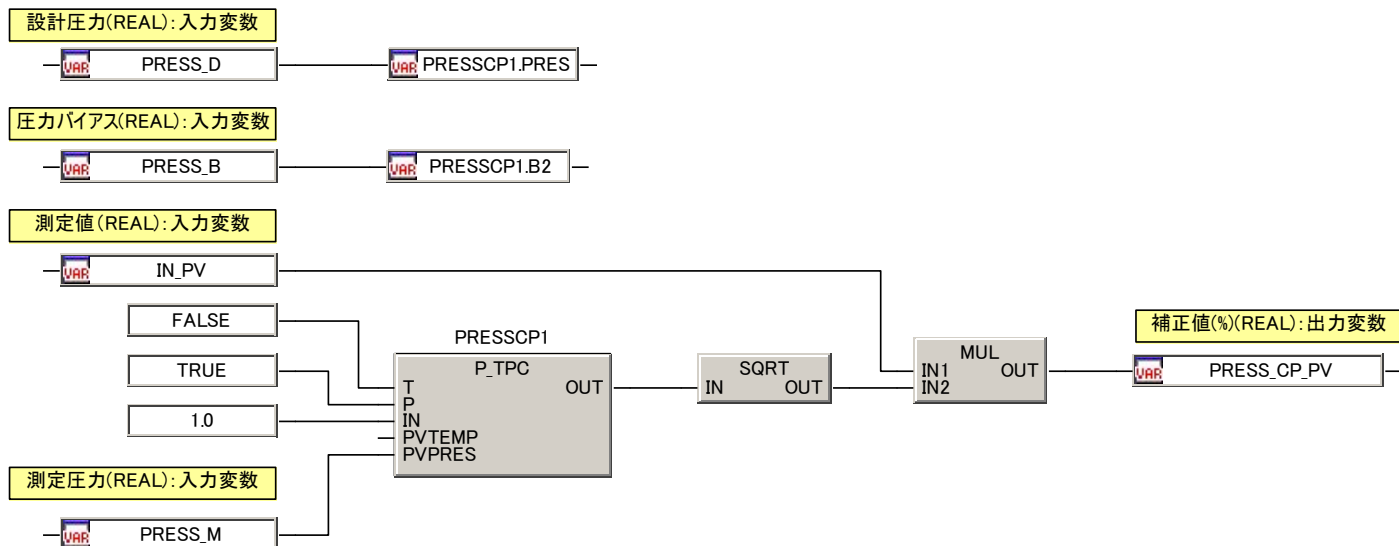 設計圧力(REAL):入力変数
VAR PRESS_D
VAR PRESSCP1.PRES
圧力バイアス(REAL):入力変数
VAR PRESS_B
VAR PRESSCP1.B2
測定値(REAL):入力変数
VAR IN_PV
FALSE
TRUE
1.0
PRESSCP1
P_TPC
T
OUT
P
IN
PVTEMP
PVPRES
SQRT
IN OUT
MUL
IN1 OUT
IN2
補正値(%)(REAL):出力変数
VAR PRESS_CP_PV
測定圧力(REAL):入力変数
VAR PRESS_M